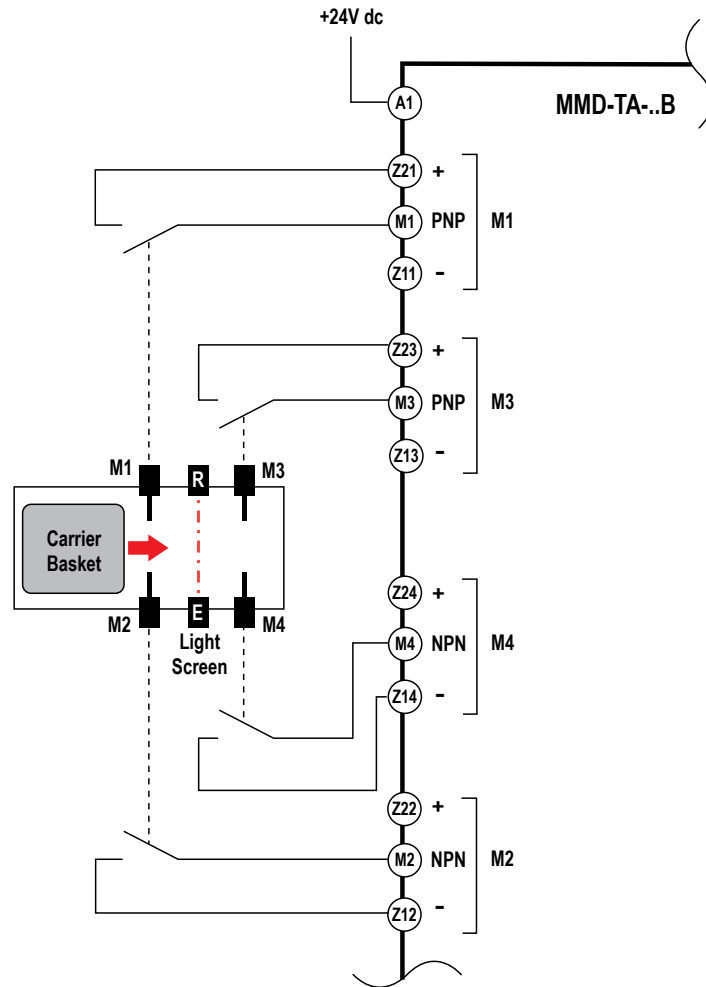 +24V dc
A1
MMD-TA-..B
Z21 +
M1 PNP M1
Z11 -
Z23 +
M3 PNP M3
Z13 -
M1 R M3
Carrier
Basket
M2 E M4
Light
Screen
Z24 +
M4 NPN M4
Z14 -
Z22 +
M2 NPN M2
Z12 -